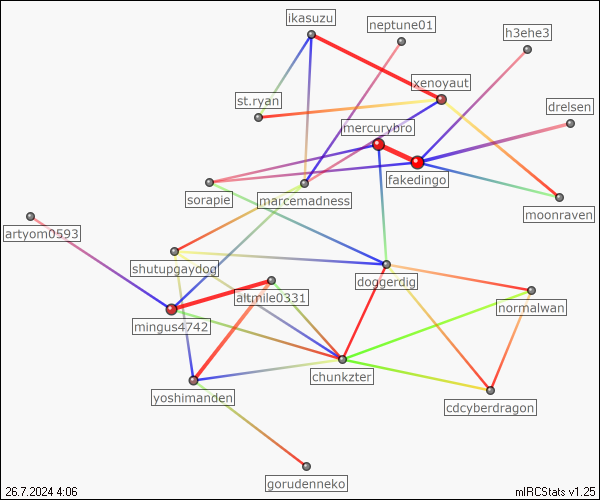 ikasuzu
neptune01
h3ehe3
xenoyaut
st.ryan
drelsen
mercurybro
fakedingo
sorapie
marcemadness
moonraven
artyom0593
shutupgaydog
doggerdig
altmile0331
normalwan
mingus4742
chunkzter
yoshimanden
cdcyberdragon
gorudenneko
26.7.2024 4:06
mIRCStats v1.25